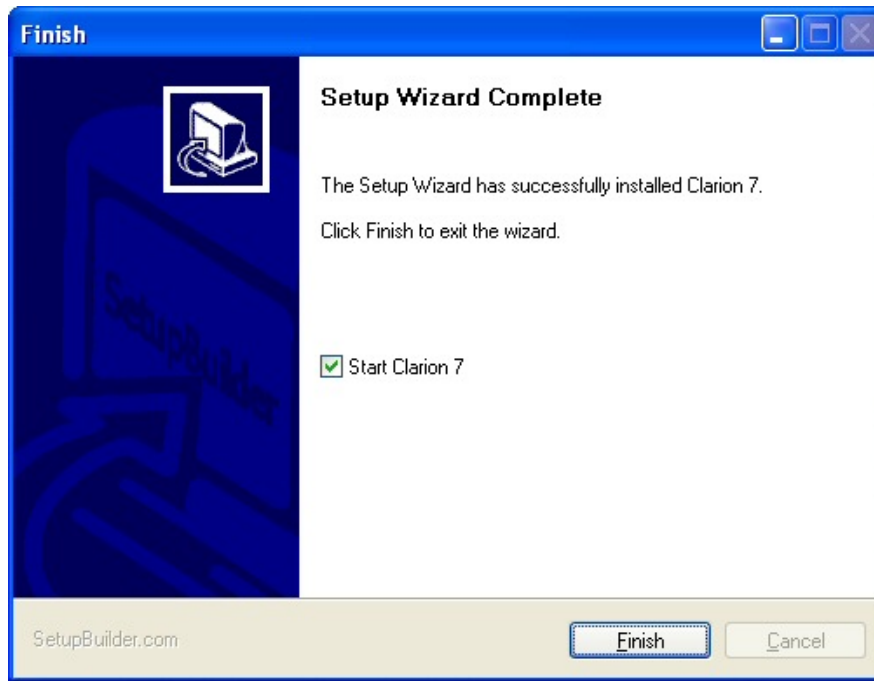 Finish
Setup Wizard Complete
The Setup Wizard has successfully installed Clarion 7.
Click Finish to exit the wizard.
SetupBuilder
Start Clarion 7
SetupBuilder.com
Finish
Cancel